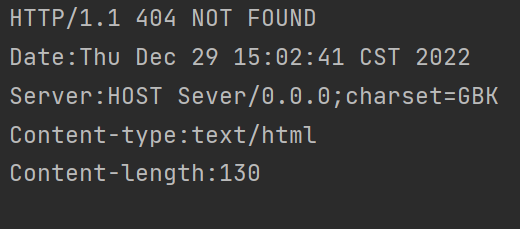 HTTP/1.1 404 NOT FOUND
Date:Thu Dec 29 15:02:41 CST 2022
Server:HOST Sever/0.0.0;charset=GBK
Content-type:text/html
Content-length:130